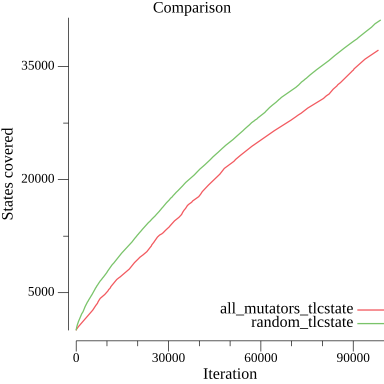 Comparison
States covered
35000
20000
5000
all_mutators_tlcstate
random_tlcstate
0 30000 60000 90000
Iteration